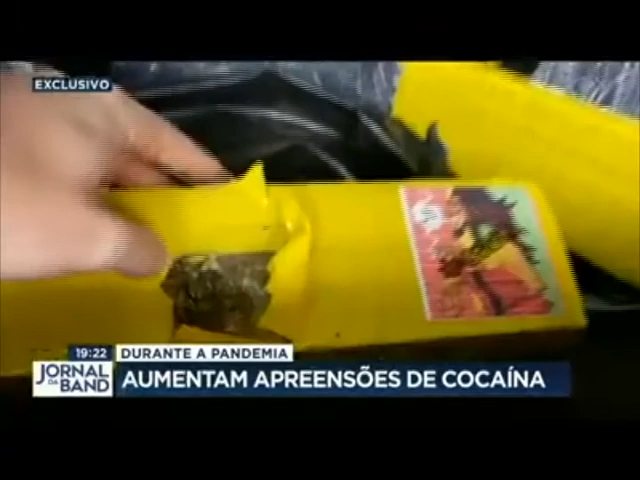 EXCLUSIVO
19:22
DURANTE A PANDEMIA
JORNAL DA BAND
AUMENTAM APREENSÕES DE COCAÍNA